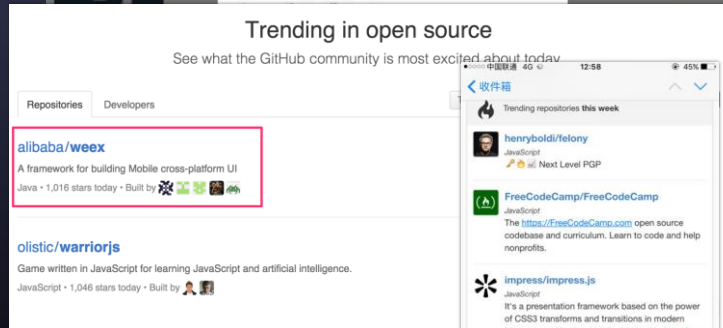 Trending in open source
See what the GitHub community is most excited about today
Repositories
Developers
alibaba/weex
A framework for building Mobile cross-platform UI
Java • 1,016 stars today • Built by
olistic/warriorjs
Game written in JavaScript for learning JavaScript and artificial intelligence.
JavaScript • 1,046 stars today • Built by
中国联通 4G 12:58 45%
收件箱
Trending repositories this week
henryboldi/felony
JavaScript
Next Level PGP
FreeCodeCamp/FreeCodeCamp
JavaScript
The https://FreeCodeCamp.com open source
codebase and curriculum. Learn to code and help
nonprofits.
impress/impress.js
JavaScript
It's a presentation framework based on the power
of CSS3 transforms and transitions in modern